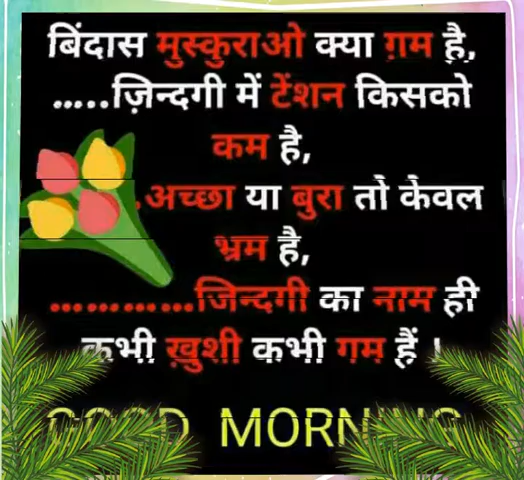 बिंदास मुस्कुराओ क्या ग़म है,
.....ज़िन्दगी में टेंशन किसको
कम है,
.अच्छा या बुरा तो केवल
भ्रम है,
.............जिन्दगी का नाम ही
कभी ख़ुशी कभी गम हैं !
GOOD MORNING